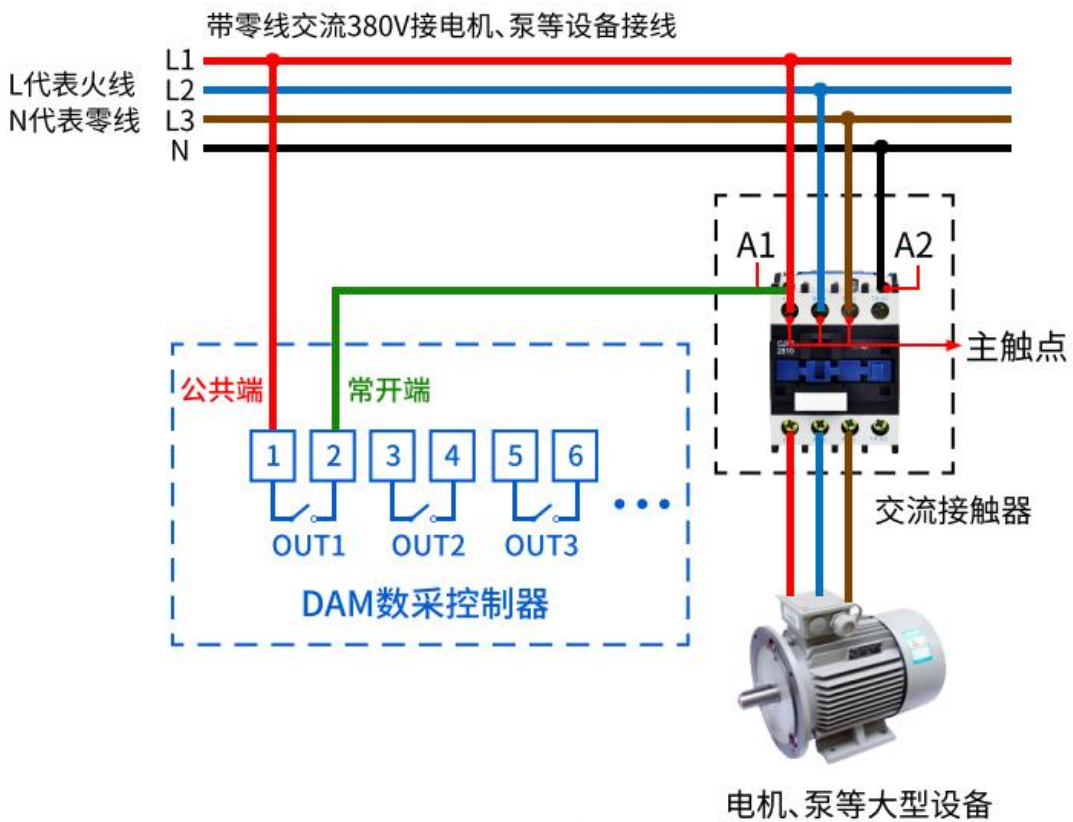 带零线交流380V接电机、泵等设备接线
L代表火线
N代表零线
L1
L2
L3
N
A1
A2
主触点
公共端
常开端
1 2 3 4 5 6
OUT1 OUT2 OUT3
DAM数采控制器
交流接触器
电机、泵等大型设备